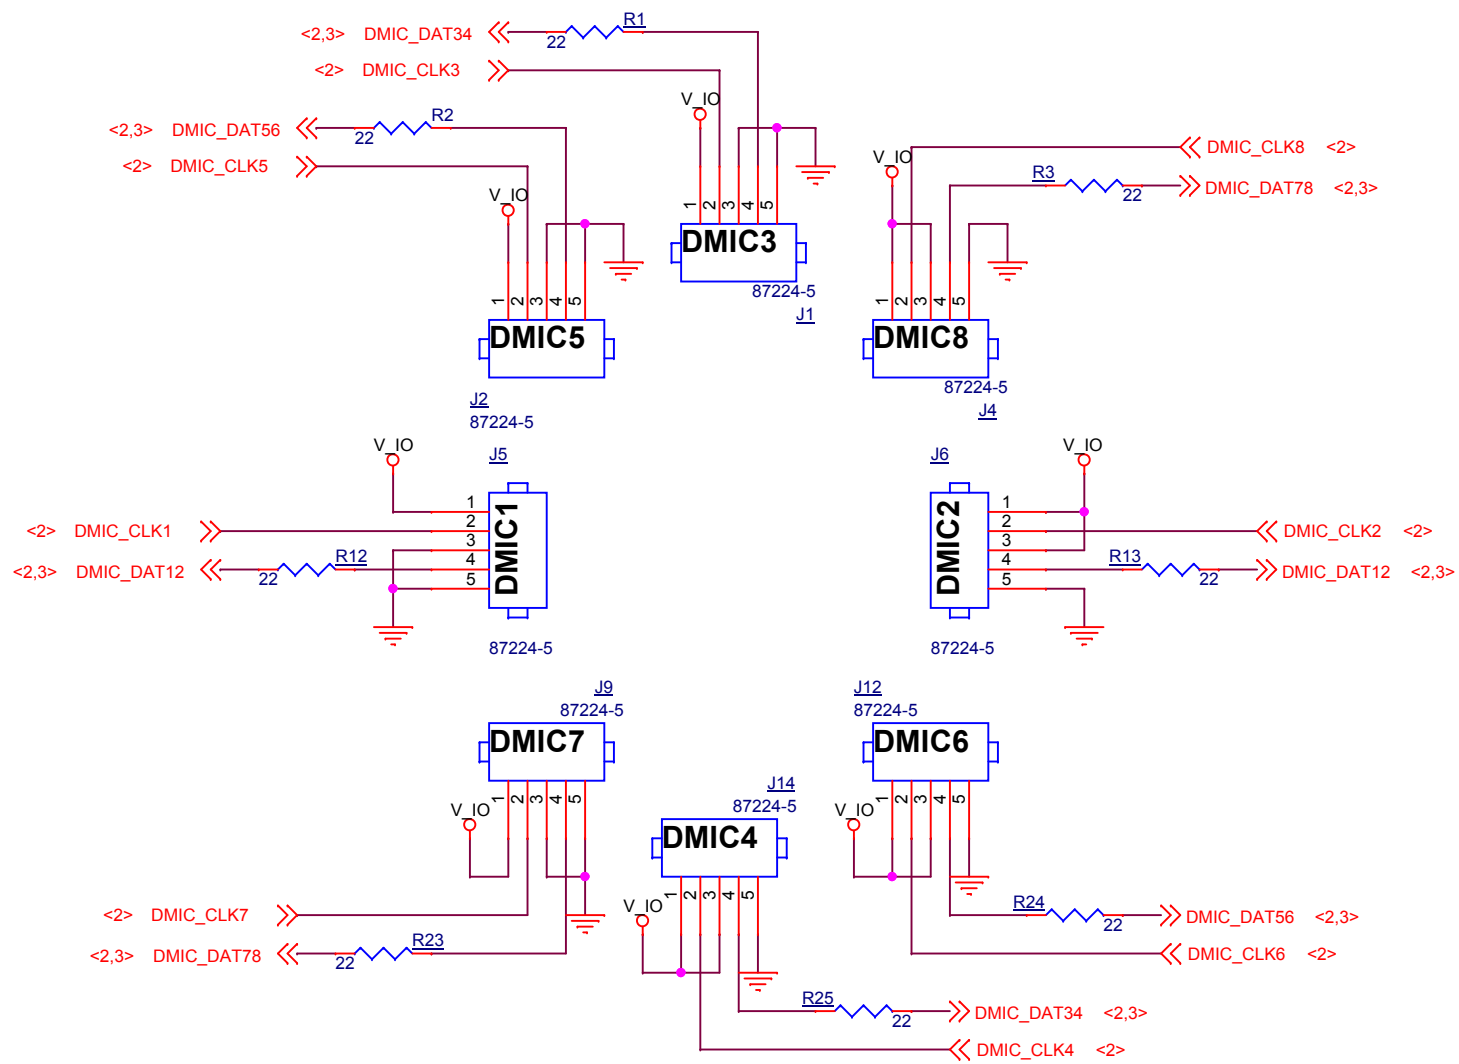 <2,3> DMIC_DAT34 22 R1
<2> DMIC_CLK3
V_IO
1 2 3 4 5
DMIC3
87224-5
J1
<2,3> DMIC_DAT56 22 R2
<2> DMIC_CLK5
V_IO
1 2 3 4 5
DMIC5
J2
87224-5
V_IO
DMIC_CLK8 <2>
R3 22 DMIC_DAT78 <2,3>
1 2 3 4 5
DMIC8
87224-5
J4
V_IO
J5
<2> DMIC_CLK1
<2,3> DMIC_DAT12 22 R12
1
2
3
4
5
DMIC1
87224-5
J6
V_IO
DMIC2
1
2
3
4
5
DMIC_CLK2 <2>
R13 22 DMIC_DAT12 <2,3>
87224-5
J9
87224-5
DMIC7
1 2 3 4 5
V_IO
<2> DMIC_CLK7
<2,3> DMIC_DAT78 22 R23
J14
87224-5
DMIC4
1 2 3 4 5
V_IO
R25 22 DMIC_DAT34 <2,3>
DMIC_CLK4 <2>
J12
87224-5
DMIC6
1 2 3 4 5
V_IO
R24 22 DMIC_DAT56 <2,3>
DMIC_CLK6 <2>